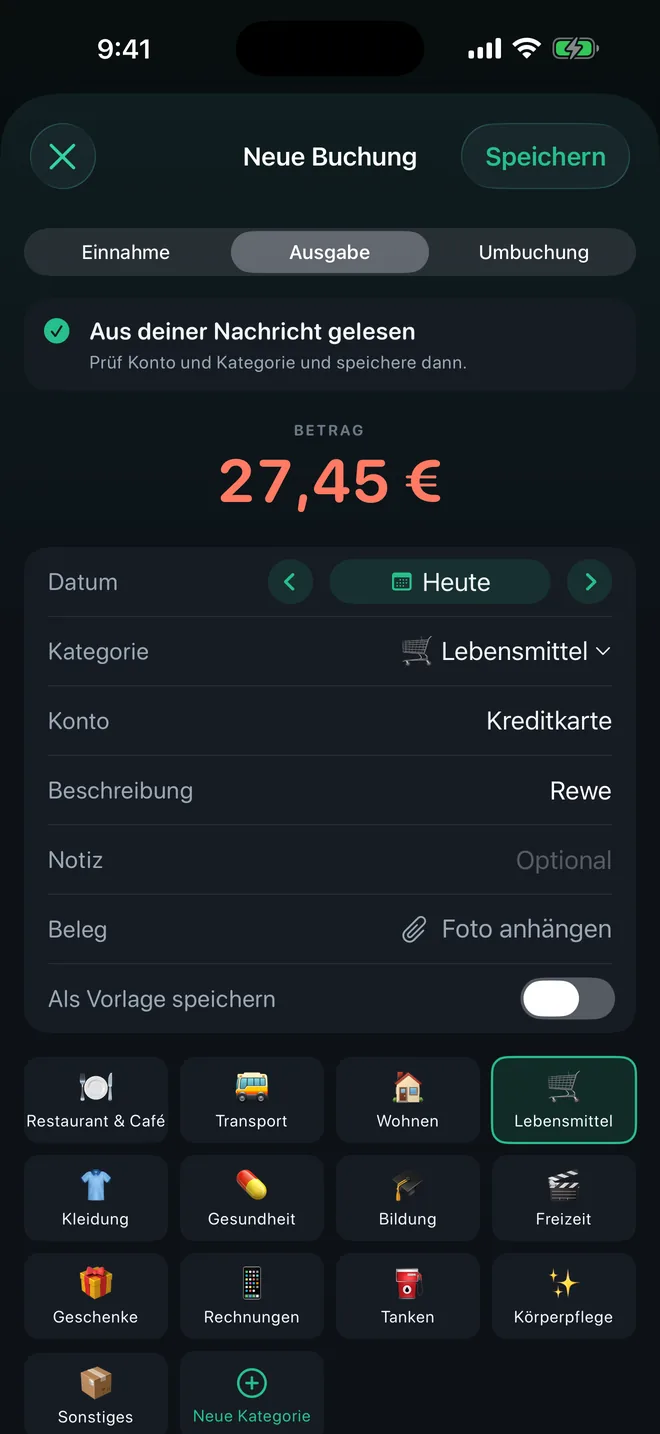 9:41
Neue Buchung
Speichern
Einnahme
Ausgabe
Umbuchung
Aus deiner Nachricht gelesen
Prüf Konto und Kategorie und speichere dann.
BETRAG
27,45 €
Datum
Heute
Kategorie
Lebensmittel
Konto
Kreditkarte
Beschreibung
Rewe
Notiz
Optional
Beleg
Foto anhängen
Als Vorlage speichern
Restaurant & Café
Transport
Wohnen
Lebensmittel
Kleidung
Gesundheit
Bildung
Freizeit
Geschenke
Rechnungen
Tanken
Körperpflege
Sonstiges
Neue Kategorie